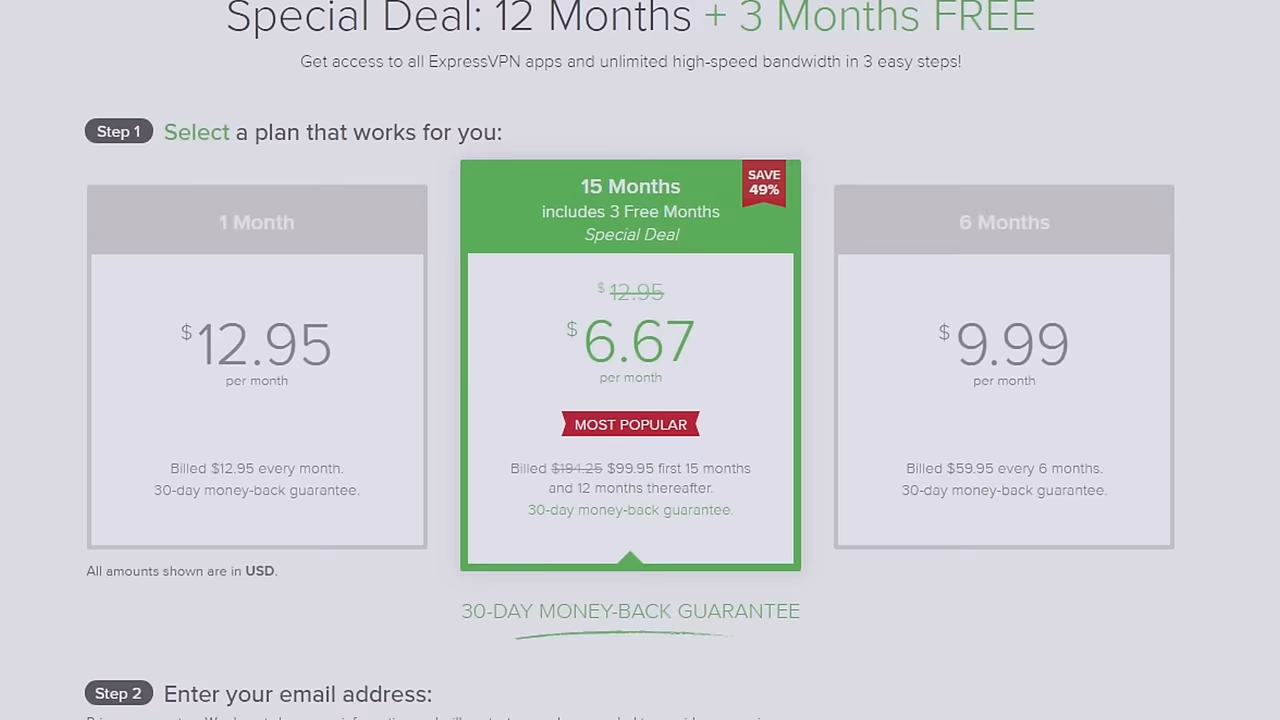 Special Deal: 12 Months + 3 Months FREE
Get access to all ExpressVPN apps and unlimited high-speed bandwidth in 3 easy steps!
Step 1 Select a plan that works for you:
1 Month
$12.95
per month
Billed $12.95 every month.
30-day money-back guarantee.
15 Months
includes 3 Free Months
Special Deal
SAVE
49%
$12.95
$6.67
per month
MOST POPULAR
Billed $194.25 $99.95 first 15 months
and 12 months thereafter.
30-day money-back guarantee.
6 Months
$9.99
per month
Billed $59.95 every 6 months.
30-day money-back guarantee.
All amounts shown are in USD.
30-DAY MONEY-BACK GUARANTEE
Step 2 Enter your email address: